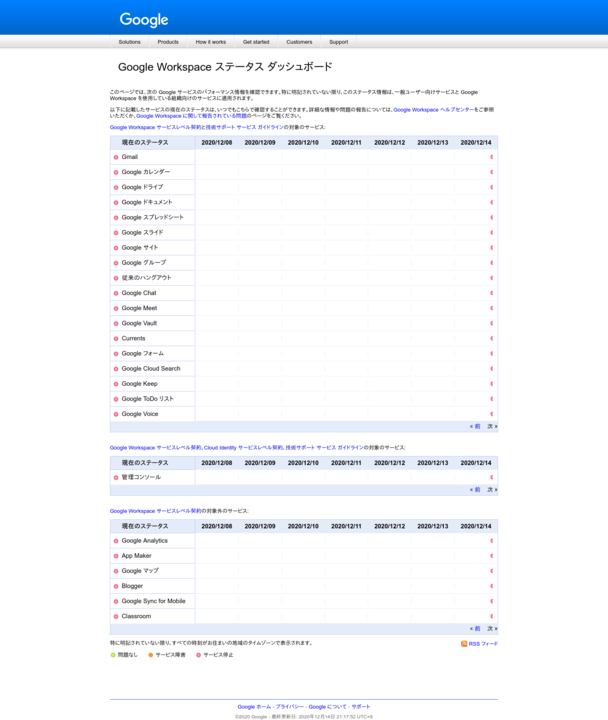 Google
Solutions Products How it works Get started Customers Support
Google Workspace ステータス ダッシュボード
このページでは、次の Google サービスのパフォーマンス情報を確認できます。特に明記されていない限り、このステータス情報は、一般ユーザー向けサービスと Google
Workspace を使用している組織向けのサービスに適用されます。
以下に記載したサービスの現在のステータスは、いつでもこちらで確認することができます。詳細な情報や問題の報告については、Google Workspace ヘルプセンターをご参照
いただくか、Google Workspace に関して報告されている問題のページをご覧ください。
Google Workspace サービスレベル契約と技術サポート サービス ガイドラインの対象のサービス:
現在のステータス 2020/12/08 2020/12/09 2020/12/10 2020/12/11 2020/12/12 2020/12/13 2020/12/14
Gmail
Google カレンダー
Google ドライブ
Google ドキュメント
Google スプレッドシート
Google スライド
Google サイト
Google グループ
従来のハングアウト
Google Chat
Google Meet
Google Vault
Currents
Google フォーム
Google Cloud Search
Google Keep
Google ToDo リスト
Google Voice
« 前 次 »
Google Workspace サービスレベル契約、Cloud Identity サービスレベル契約、技術サポート サービス ガイドラインの対象のサービス:
現在のステータス 2020/12/08 2020/12/09 2020/12/10 2020/12/11 2020/12/12 2020/12/13 2020/12/14
管理コンソール
« 前 次 »
Google Workspace サービスレベル契約の対象外のサービス:
現在のステータス 2020/12/08 2020/12/09 2020/12/10 2020/12/11 2020/12/12 2020/12/13 2020/12/14
Google Analytics
App Maker
Google マップ
Blogger
Google Sync for Mobile
Classroom
« 前 次 »
特に明記されていない限り、すべての時刻がお住まいの地域のタイムゾーンで表示されます。 RSS フィード
問題なし サービス障害 サービス停止
Google ホーム - プライバシー - Google について - サポート
©2020 Google - 最終更新日: 2020年12月14日 21:17:52 UTC+9